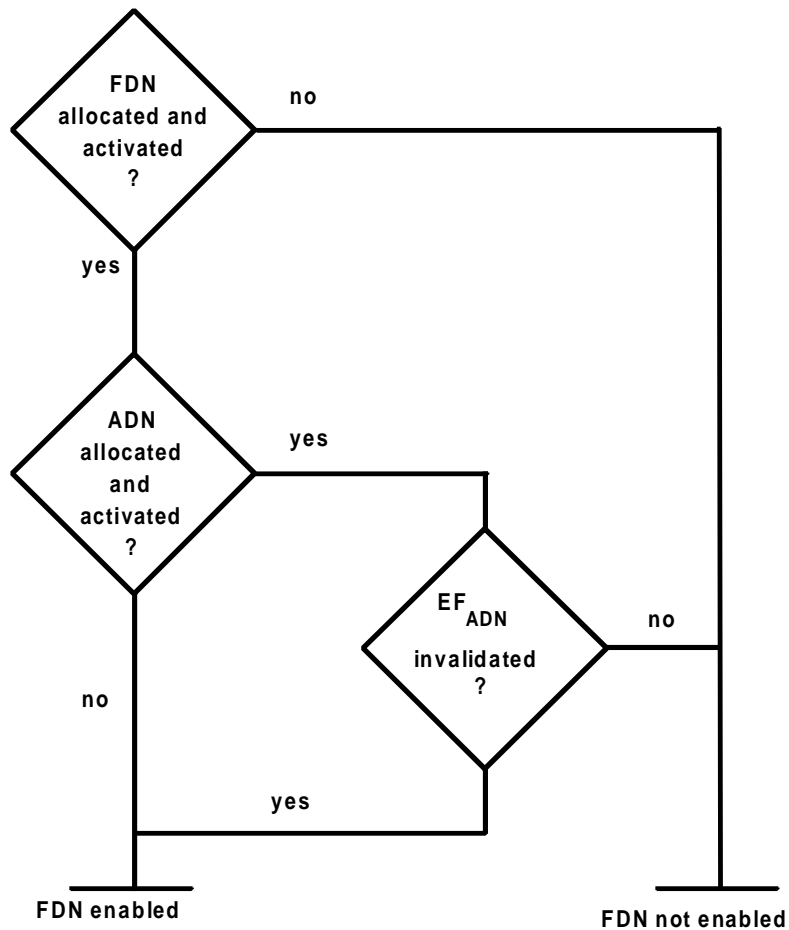 FDN
allocated and
activated
?
no
yes
ADN
allocated
and
activated
?
yes
EF ADN
invalidated
?
no
no
yes
FDN enabled
FDN not enabled